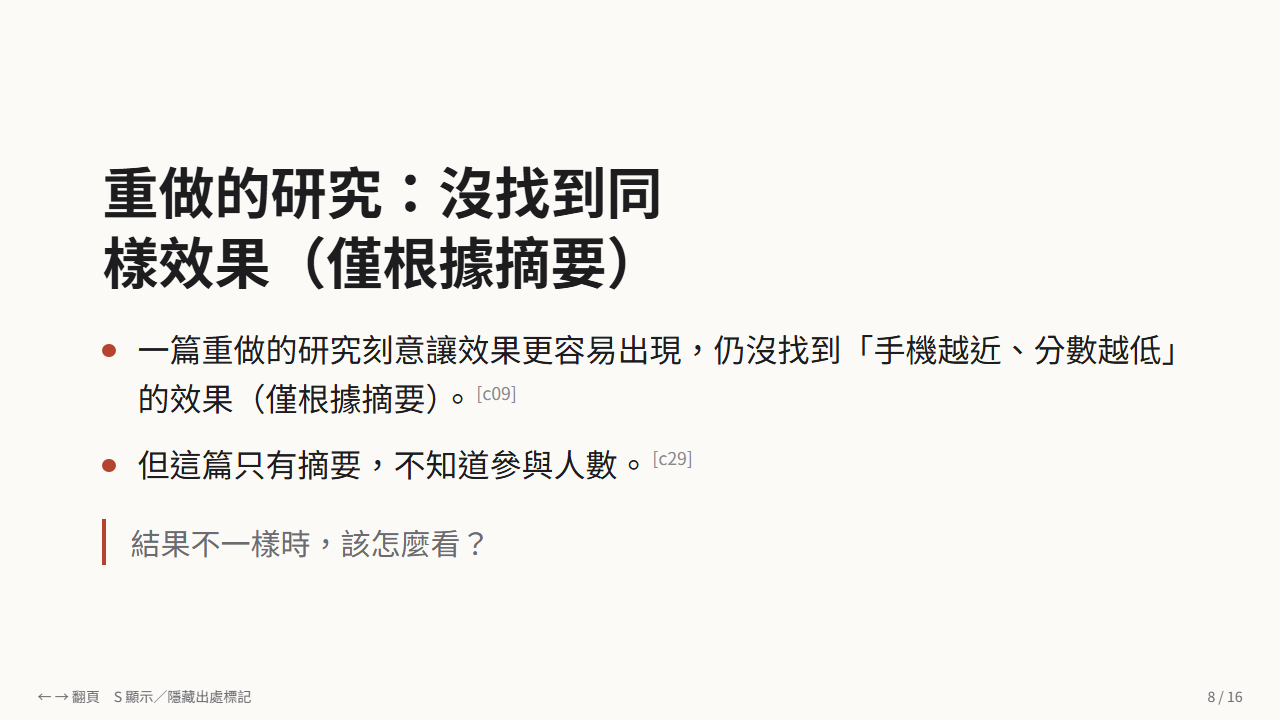 重做的研究：沒找到同
樣效果（僅根據摘要）
一篇重做的研究刻意讓效果更容易出現，仍沒找到「手機越近、分數越低」
的效果（僅根據摘要）。[c09]
但這篇只有摘要，不知道參與人數。[c29]
結果不一樣時，該怎麼看？
← → 翻頁　S 顯示／隱藏出處標記
8 / 16